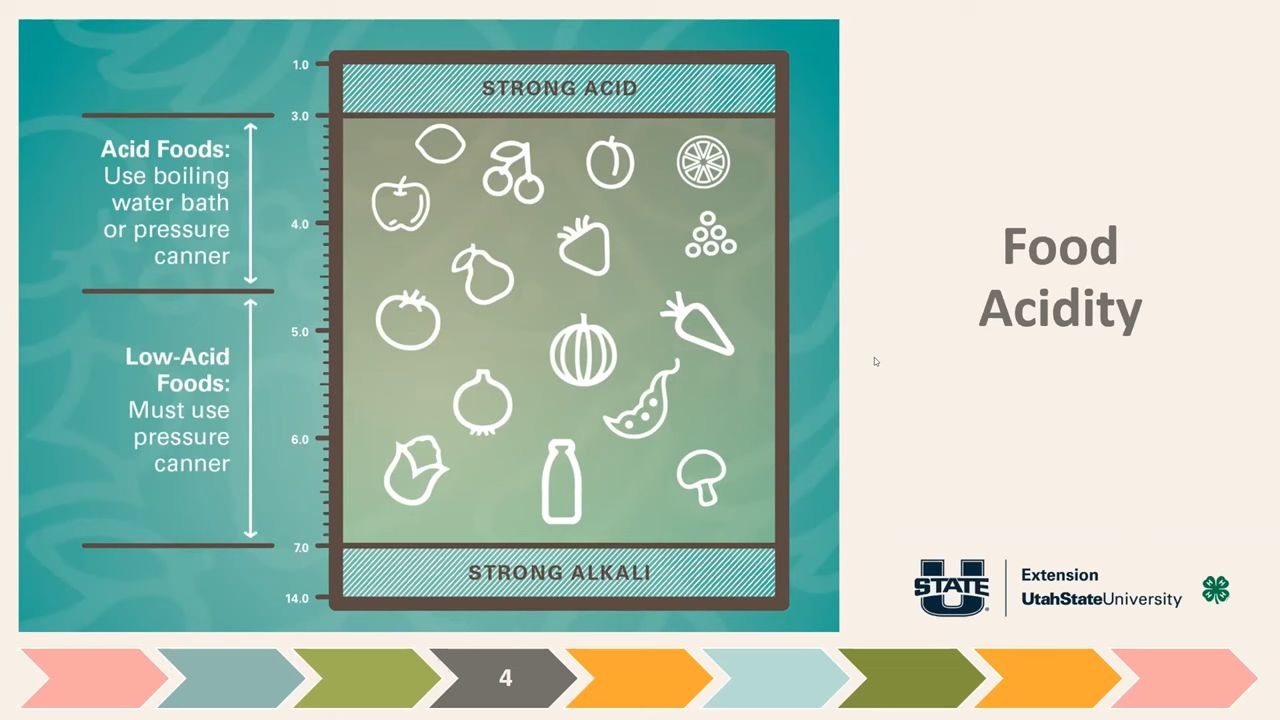 1.0
STRONG ACID
3.0
Acid Foods:
Use boiling
water bath
or pressure
canner
4.0
5.0
Low-Acid
Foods:
Must use
pressure
canner
6.0
7.0
STRONG ALKALI
14.0
Food
Acidity
U STATE
Extension
UtahStateUniversity
4